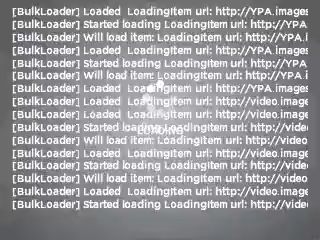 [BulkLoader] Loaded LoadingItem url: http://YPA.images
[BulkLoader] Started loading LoadingItem url: http://YPA
[BulkLoader] Will load item: LoadingItem url: http://YPA.i
[BulkLoader] Loaded LoadingItem url: http://YPA.images
[BulkLoader] Started loading LoadingItem url: http://YPA
[BulkLoader] Will load item: LoadingItem url: http://YPA.i
[BulkLoader] Loaded LoadingItem url: http://YPA.images
[BulkLoader] Loaded LoadingItem url: http://video.image
[BulkLoader] Loaded LoadingItem url: http://video.image
[BulkLoader] Started loading LoadingItem url: http://vide
LOADING
[BulkLoader] Will load item: LoadingItem url: http://video
[BulkLoader] Loaded LoadingItem url: http://video.image
[BulkLoader] Started loading LoadingItem url: http://vide
[BulkLoader] Will load item: LoadingItem url: http://video
[BulkLoader] Loaded LoadingItem url: http://video.image
[BulkLoader] Started loading LoadingItem url: http://vide